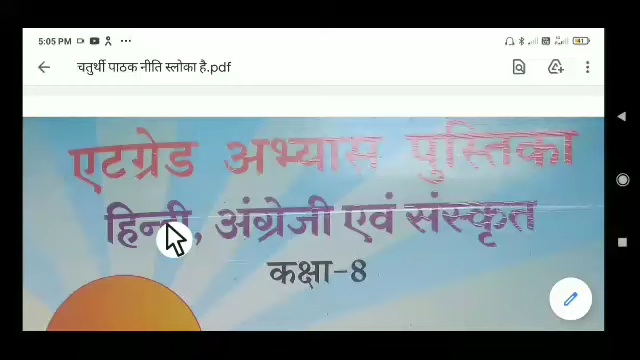 5:05 PM
चतुर्थी पाठक नीति स्लोका है.pdf
एटग्रेड अभ्यास पुस्तिका
हिन्दी, अंग्रेजी एवं संस्कृत
कक्षा-8